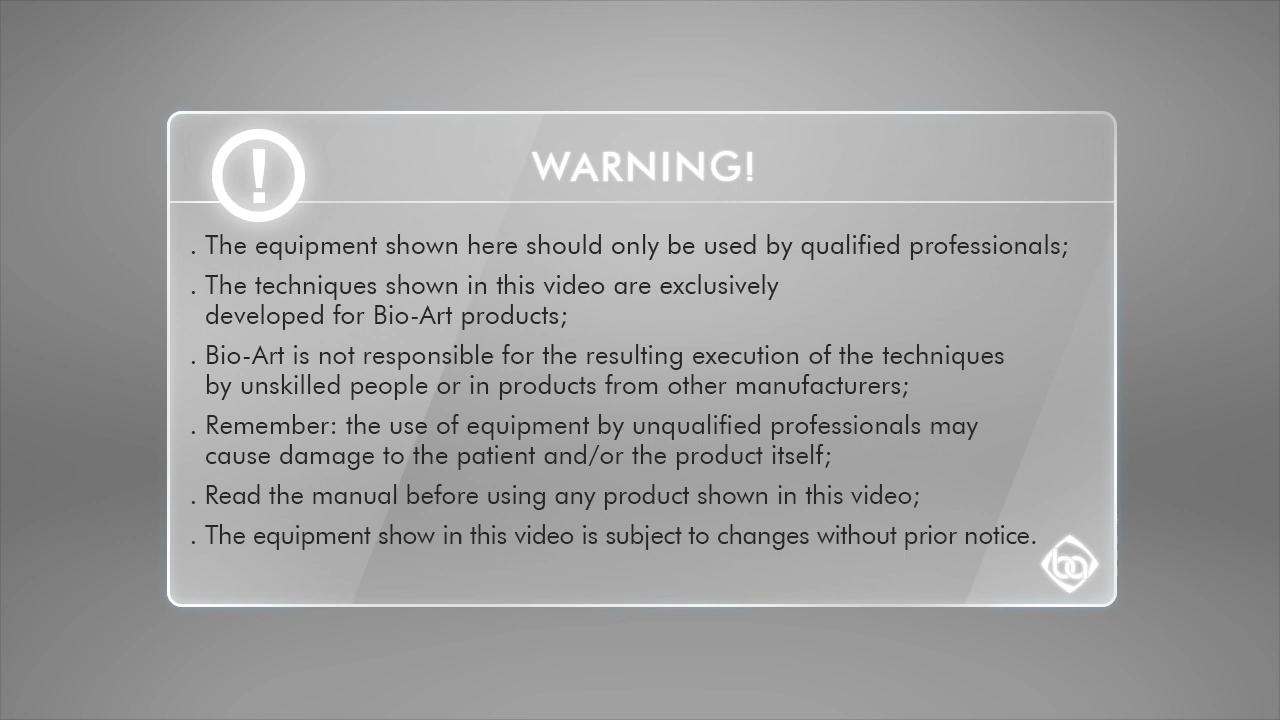 !
WARNING!
. The equipment shown here should only be used by qualified professionals;
. The techniques shown in this video are exclusively
developed for Bio-Art products;
. Bio-Art is not responsible for the resulting execution of the techniques
by unskilled people or in products from other manufacturers;
. Remember: the use of equipment by unqualified professionals may
cause damage to the patient and/or the product itself;
. Read the manual before using any product shown in this video;
. The equipment show in this video is subject to changes without prior notice.
ba